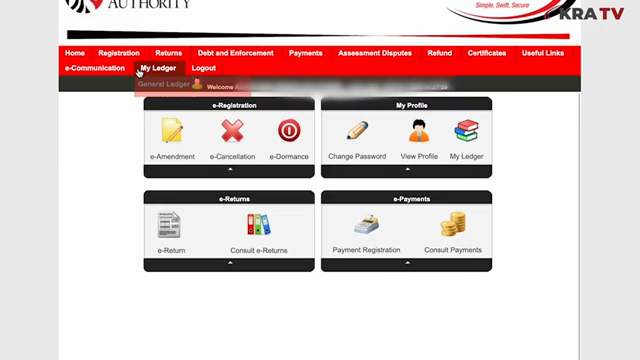 AUTHORITY
Simple, Swift, Secure
KRA TV
Home Registration Returns Debt and Enforcement Payments Assessment Disputes Refund Certificates Useful Links
e-Communication My Ledger Logout
General Ledger Welcome
e-Registration My Profile
e-Amendment e-Cancellation e-Dormance Change Password View Profile My Ledger
e-Returns e-Payments
e-Return Consult e-Returns Payment Registration Consult Payments